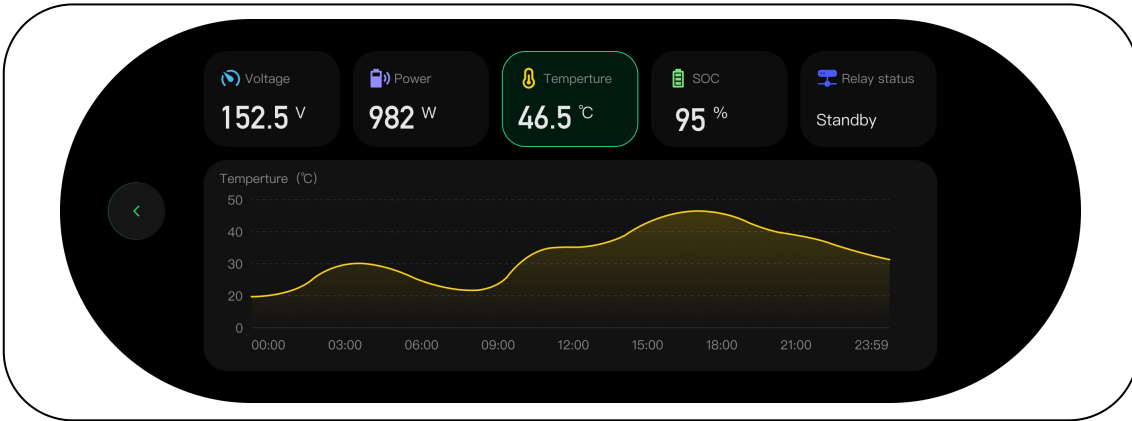 Voltage
152.5 V
Power
982 W
Temperture
46.5 ℃
SOC
95 %
Relay status
Standby
Temperture (℃)
50
40
30
20
0
00:00 03:00 06:00 09:00 12:00 15:00 18:00 21:00 23:59